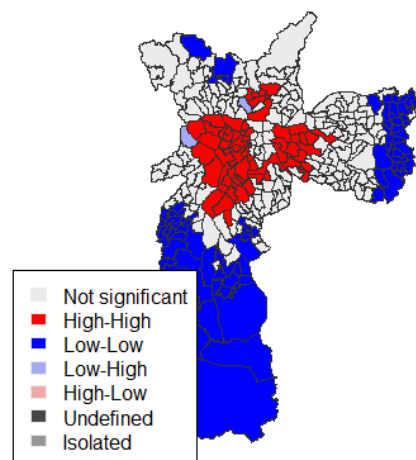 Not significant
High-High
Low-Low
Low-High
High-Low
Undefined
Isolated